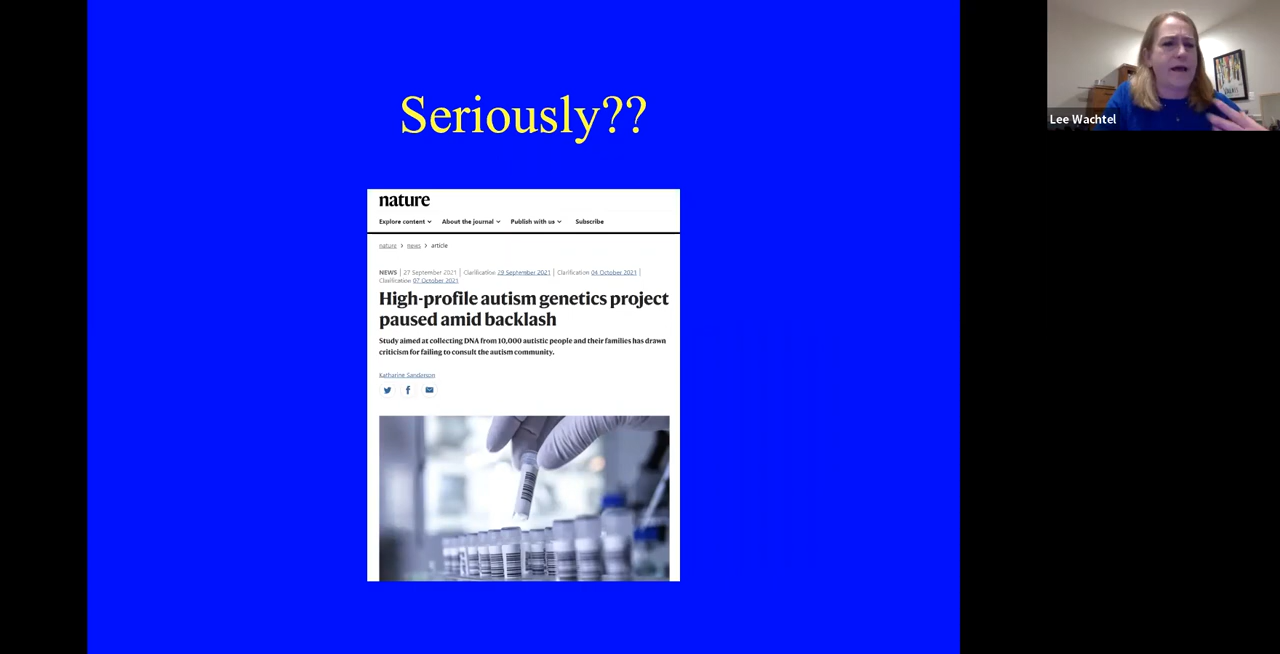 Seriously??
nature
Explore content
About the journal
Publish with us
Subscribe
nature > news > article
NEWS | 27 September 2021 | Clarification 29 September 2021 | Clarification 04 October 2021 |
Clarification 07 October 2021
High-profile autism genetics project
paused amid backlash
Study aimed at collecting DNA from 10,000 autistic people and their families has drawn
criticism for failing to consult the autism community.
Katharine Sanderson
Lee Wachtel